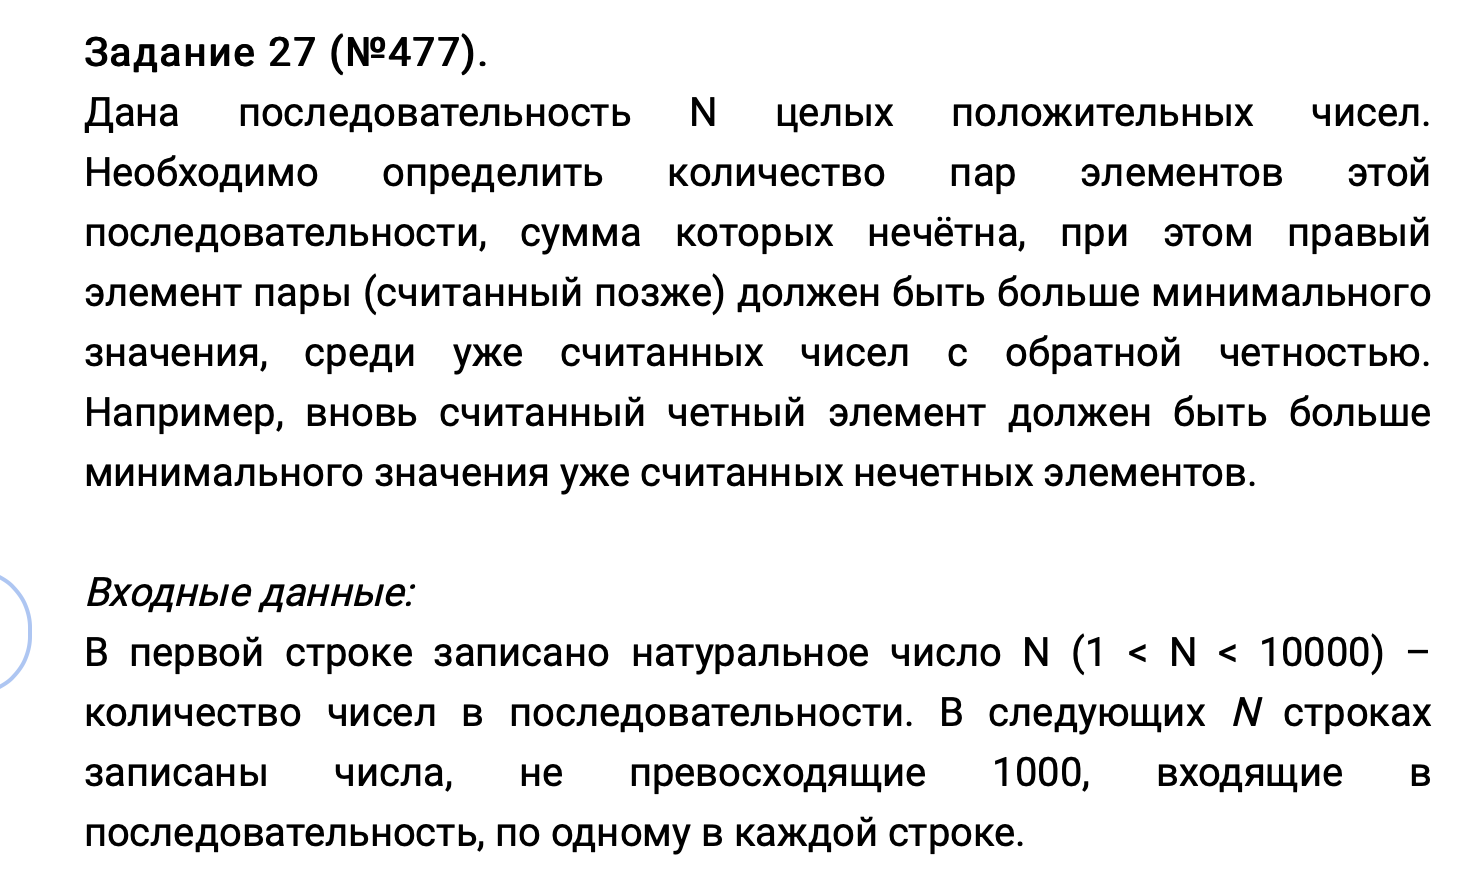 Задание 27 (№477).
Дана последовательность N целых положительных чисел.
Необходимо определить количество пар элементов этой
последовательности, сумма которых нечётна, при этом правый
элемент пары (считанный позже) должен быть больше минимального
значения, среди уже считанных чисел с обратной четностью.
Например, вновь считанный четный элемент должен быть больше
минимального значения уже считанных нечетных элементов.
Входные данные:
В первой строке записано натуральное число N (1 < N < 10000) –
количество чисел в последовательности. В следующих N строках
записаны числа, не превосходящие 1000, входящие в
последовательность, по одному в каждой строке.